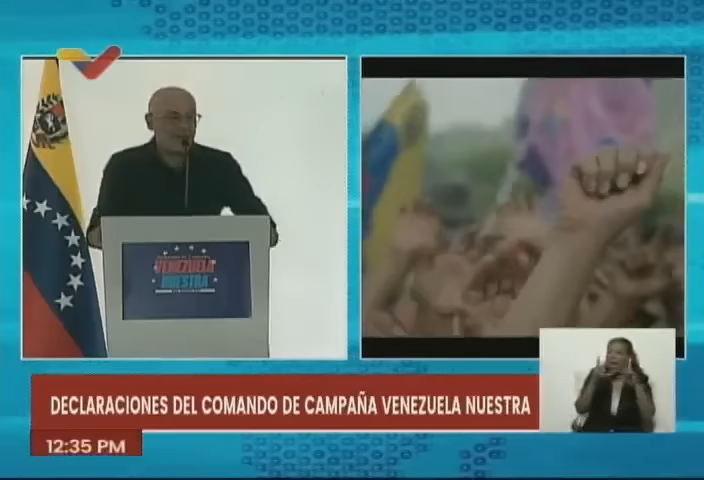 VENEZUELA
NUESTRA
DECLARACIONES DEL COMANDO DE CAMPAÑA VENEZUELA NUESTRA
12:35 PM